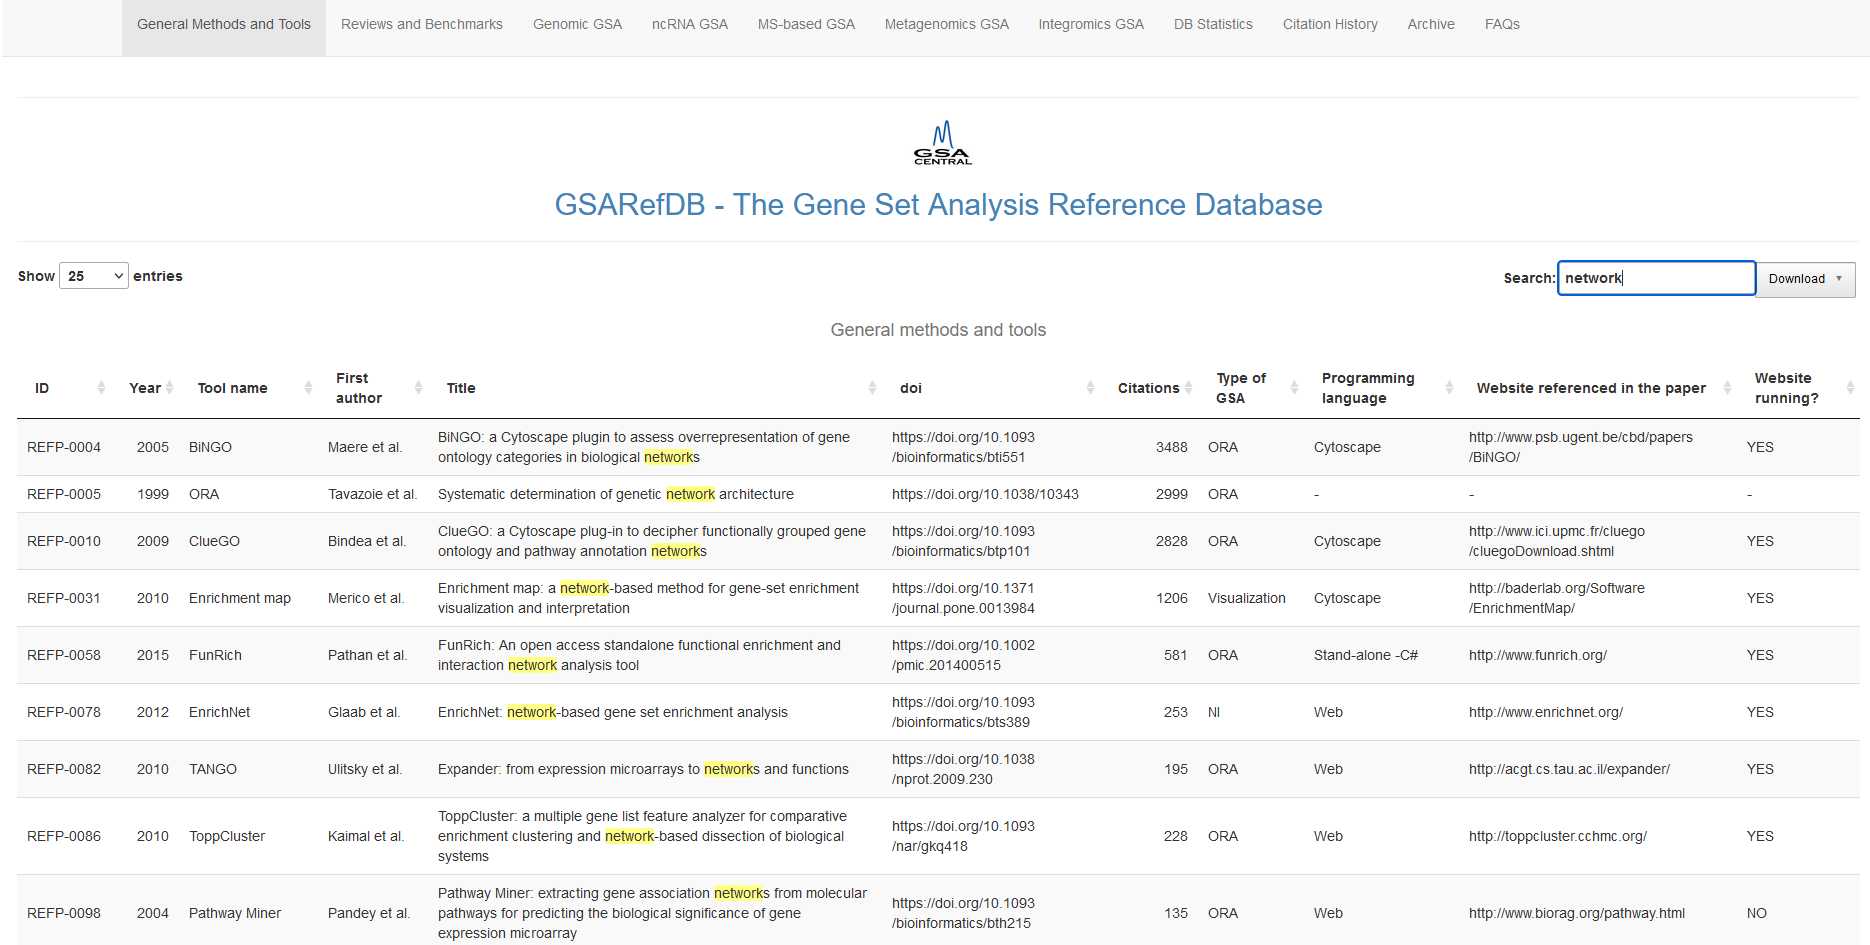 General Methods and Tools Reviews and Benchmarks Genomic GSA ncRNA GSA MS-based GSA Metagenomics GSA Integromics GSA DB Statistics Citation History Archive FAQs
GSA
CENTRAL
GSARefDB - The Gene Set Analysis Reference Database
Show 25 entries Search: network Download
General methods and tools
ID Year Tool name First author Title doi Citations Type of GSA Programming language Website referenced in the paper Website running?
REFP-0004 2005 BiNGO Maere et al. BiNGO: a Cytoscape plugin to assess overrepresentation of gene ontology categories in biological networks https://doi.org/10.1093/bioinformatics/bti551 3488 ORA Cytoscape http://www.psb.ugent.be/cbd/papers/BiNGO/ YES
REFP-0005 1999 ORA Tavazoie et al. Systematic determination of genetic network architecture https://doi.org/10.1038/10343 2999 ORA - - -
REFP-0010 2009 ClueGO Bindea et al. ClueGO: a Cytoscape plug-in to decipher functionally grouped gene ontology and pathway annotation networks https://doi.org/10.1093/bioinformatics/btp101 2828 ORA Cytoscape http://www.ici.upmc.fr/cluego/cluegoDownload.shtml YES
REFP-0031 2010 Enrichment map Merico et al. Enrichment map: a network-based method for gene-set enrichment visualization and interpretation https://doi.org/10.1371/journal.pone.0013984 1206 Visualization Cytoscape http://baderlab.org/Software/EnrichmentMap/ YES
REFP-0058 2015 FunRich Pathan et al. FunRich: An open access standalone functional enrichment and interaction network analysis tool https://doi.org/10.1002/pmic.201400515 581 ORA Stand-alone -C# http://www.funrich.org/ YES
REFP-0078 2012 EnrichNet Glaab et al. EnrichNet: network-based gene set enrichment analysis https://doi.org/10.1093/bioinformatics/bts389 253 NI Web http://www.enrichnet.org/ YES
REFP-0082 2010 TANGO Ulitsky et al. Expander: from expression microarrays to networks and functions https://doi.org/10.1038/nprot.2009.230 195 ORA Web http://acgt.cs.tau.ac.il/expander/ YES
REFP-0086 2010 ToppCluster Kaimal et al. ToppCluster: a multiple gene list feature analyzer for comparative enrichment clustering and network-based dissection of biological systems https://doi.org/10.1093/nar/gkq418 228 ORA Web http://toppcluster.cchmc.org/ YES
REFP-0098 2004 Pathway Miner Pandey et al. Pathway Miner: extracting gene association networks from molecular pathways for predicting the biological significance of gene expression microarray https://doi.org/10.1093/bioinformatics/bth215 135 ORA Web http://www.biorag.org/pathway.html NO